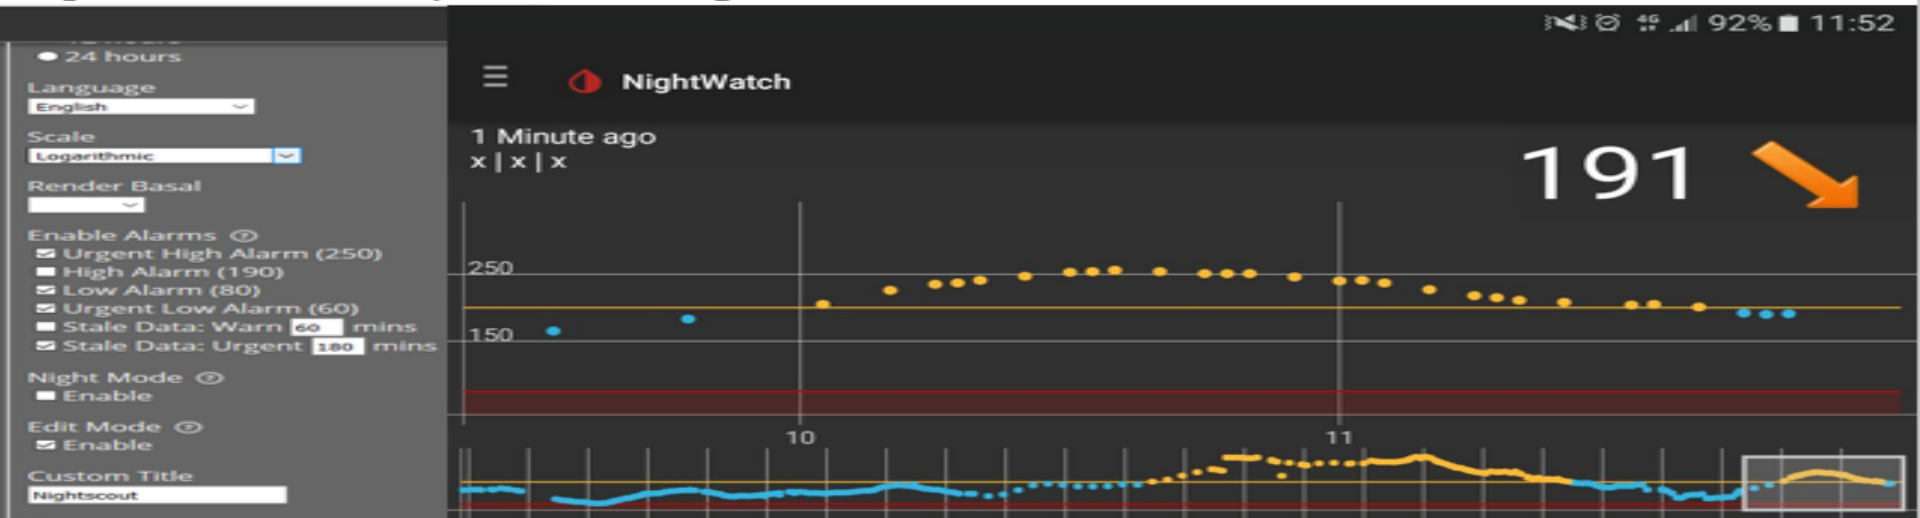 24 hours
Language
English
Scale
Logarithmic
Render Basal
Enable Alarms
Urgent High Alarm (250)
High Alarm (190)
Low Alarm (80)
Urgent Low Alarm (60)
Stale Data: Warn 60 mins
Stale Data: Urgent 180 mins
Night Mode
Enable
Edit Mode
Enable
Custom Title
Nightscout
4G 92% 11:52
NightWatch
1 Minute ago
x | x | x
191
250
150
10 11